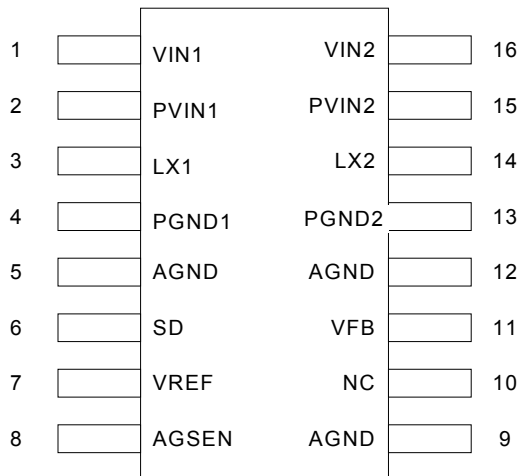 1 VIN1 VIN2 16
2 PVIN1 PVIN2 15
3 LX1 LX2 14
4 PGND1 PGND2 13
5 AGND AGND 12
6 SD VFB 11
7 VREF NC 10
8 AGSEN AGND 9